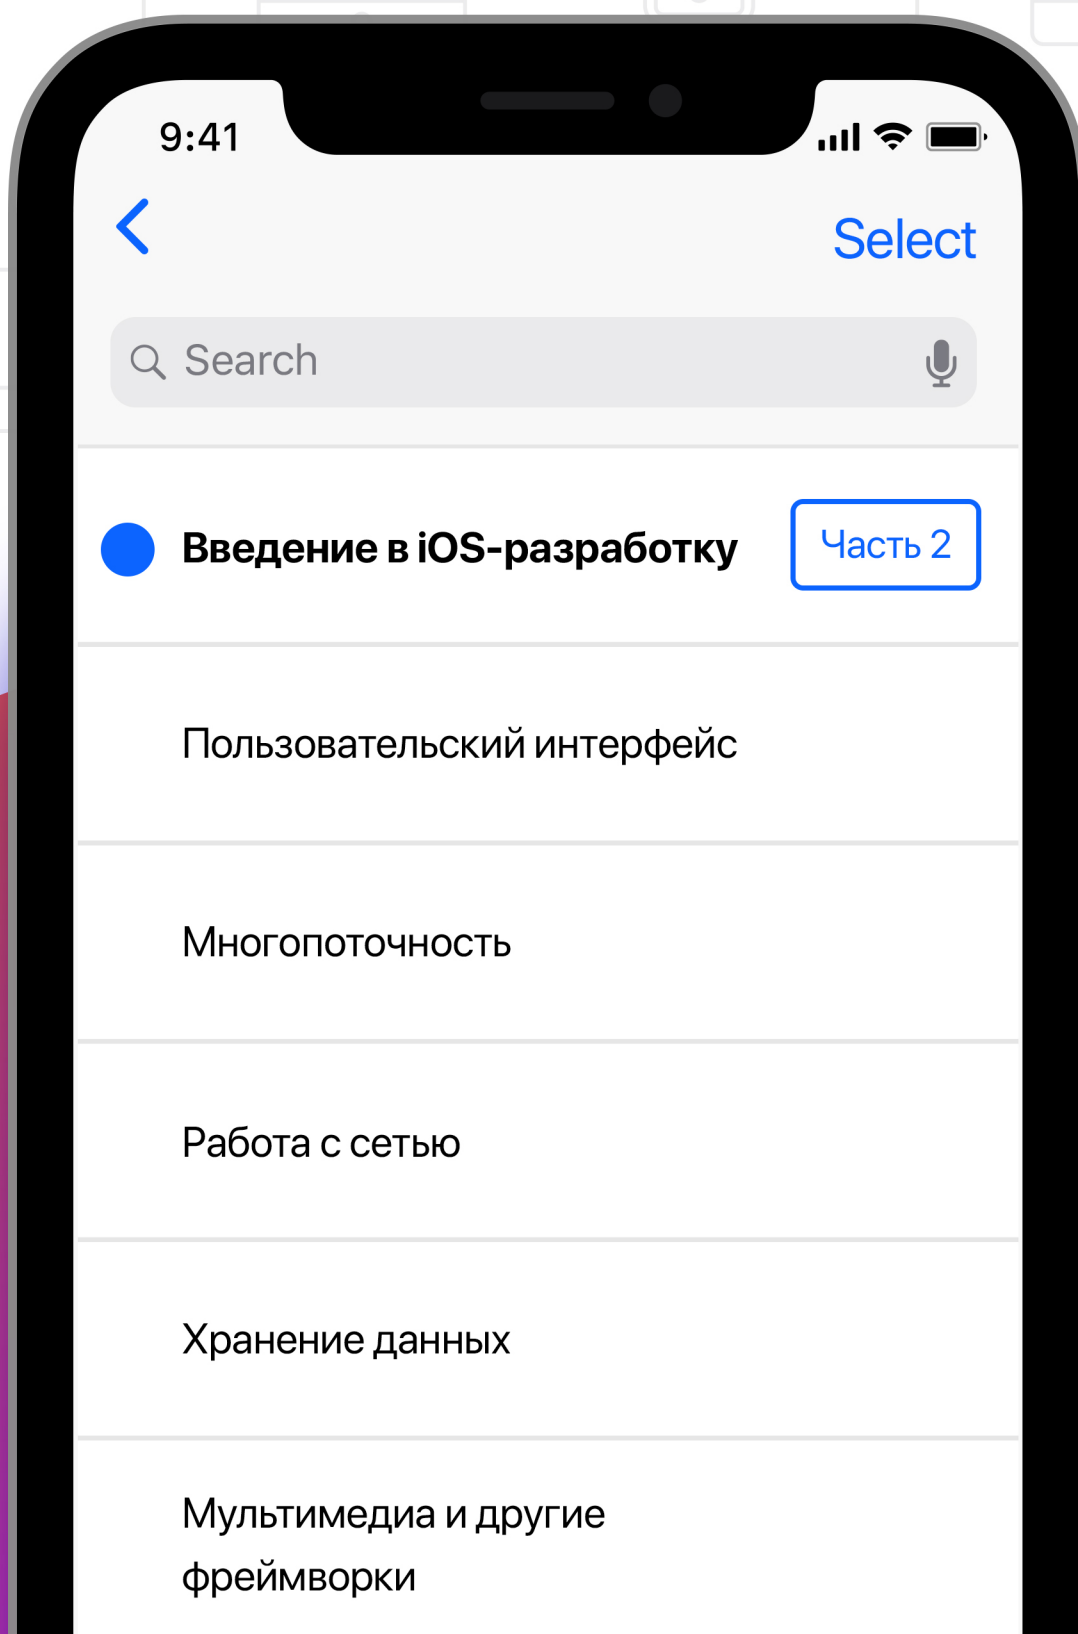 9:41
Select
Search
Введение в iOS-разработку
Часть 2
Пользовательский интерфейс
Многопоточность
Работа с сетью
Хранение данных
Мультимедиа и другие
фреймворки